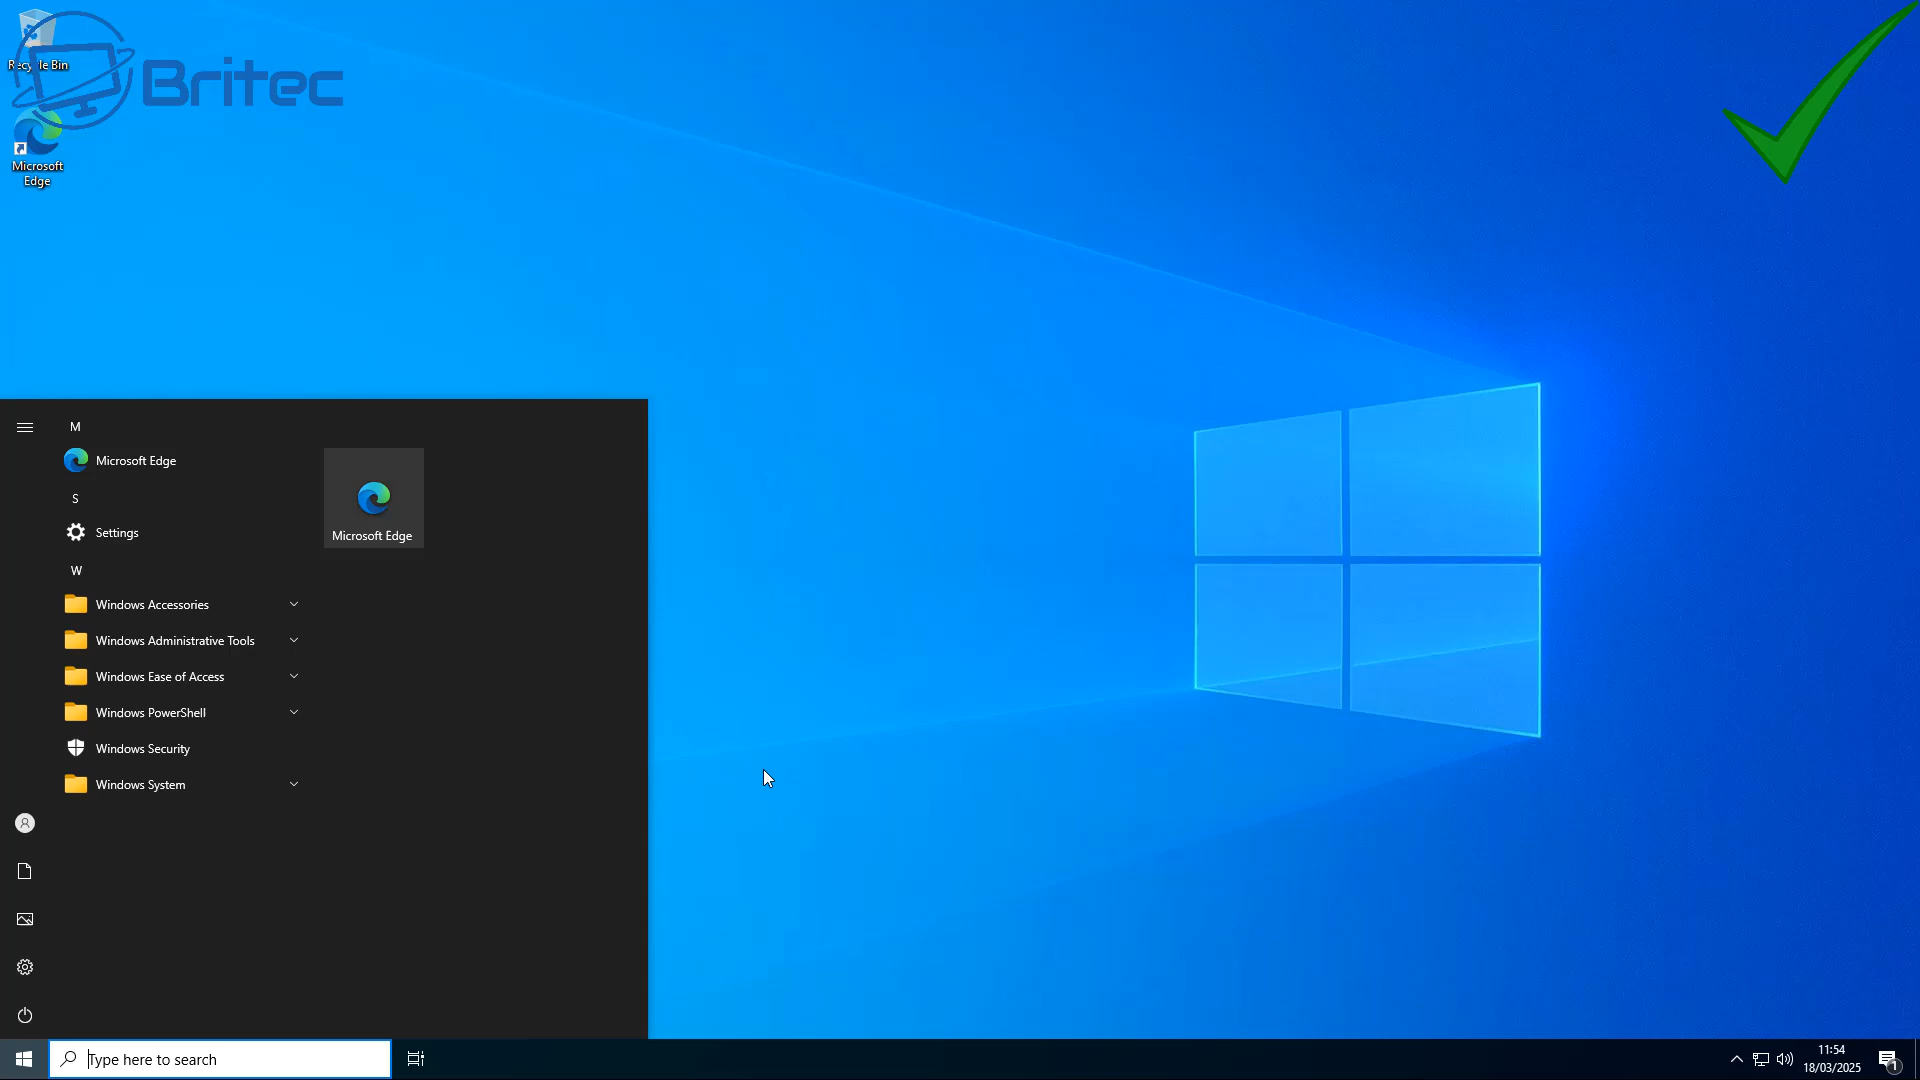 Recycle Bin
Britec
Microsoft
Edge
M
Microsoft Edge
S
Settings
W
Windows Accessories
Windows Administrative Tools
Windows Ease of Access
Windows PowerShell
Windows Security
Windows System
Microsoft Edge
Type here to search
11:54
18/03/2025
1